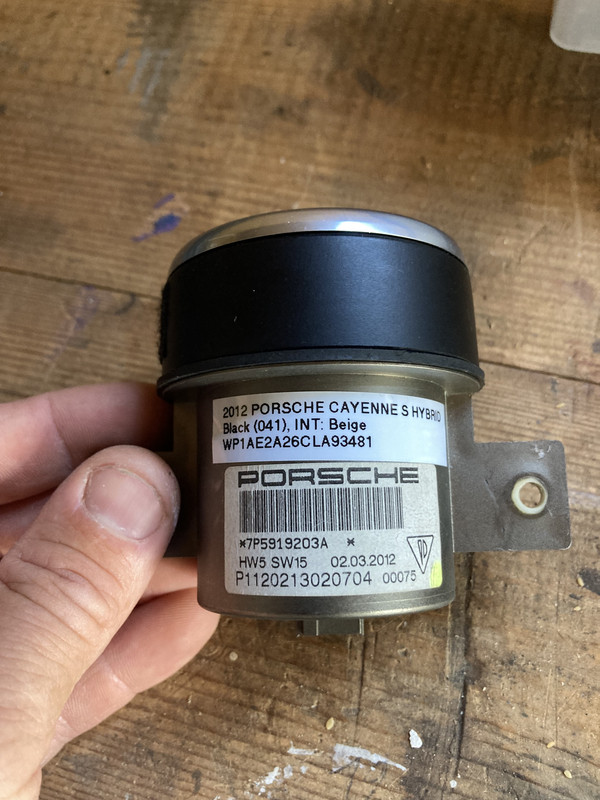 2012 PORSCHE CAYENNE S HYBRID
Black (041), INT: Beige
WP1AE2A26CLA93481
PORSCHE
*7P5919203A *
HW5 SW15 02.03.2012
P1120213020704 00075